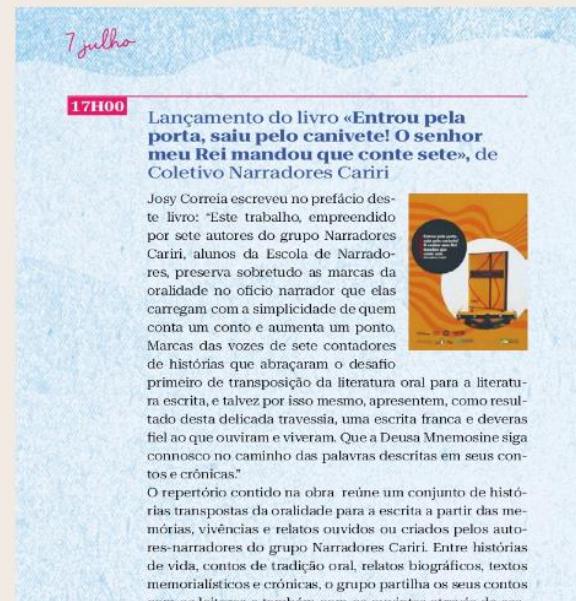 7 julho
17H00
Lançamento do livro «Entrou pela
porta, saiu pelo canivete! O senhor
meu Rei mandou que conte sete», de
Coletivo Narradores Cariri
Josy Correia escreveu no prefácio des-
te livro: "Este trabalho, empreendido
por sete autores do grupo Narradores
Cariri, alunos da Escola de Narrado-
res, preserva sobretudo as marcas da
oralidade no ofício narrador que elas
carregam com a simplicidade de quem
conta um conto e aumenta um ponto.
Marcas das vozes de sete contadores
de histórias que abraçaram o desafio
primeiro de transposição da literatura oral para a literatu-
ra escrita, e talvez por isso mesmo, apresentem, como resul-
tado desta delicada travessia, uma escrita franca e deveras
fiel ao que ouviram e viveram. Que a Deusa Mnemosine siga
connosco no caminho das palavras descritas em seus con-
tos e crônicas."
O repertório contido na obra reúne um conjunto de histó-
rias transpostas da oralidade para a escrita a partir das me-
mórias, vivências e relatos ouvidos ou criados pelos auto-
res-narradores do grupo Narradores Cariri. Entre histórias
de vida, contos de tradição oral, relatos biográficos, textos
memorialísticos e crónicas, o grupo partilha os seus contos